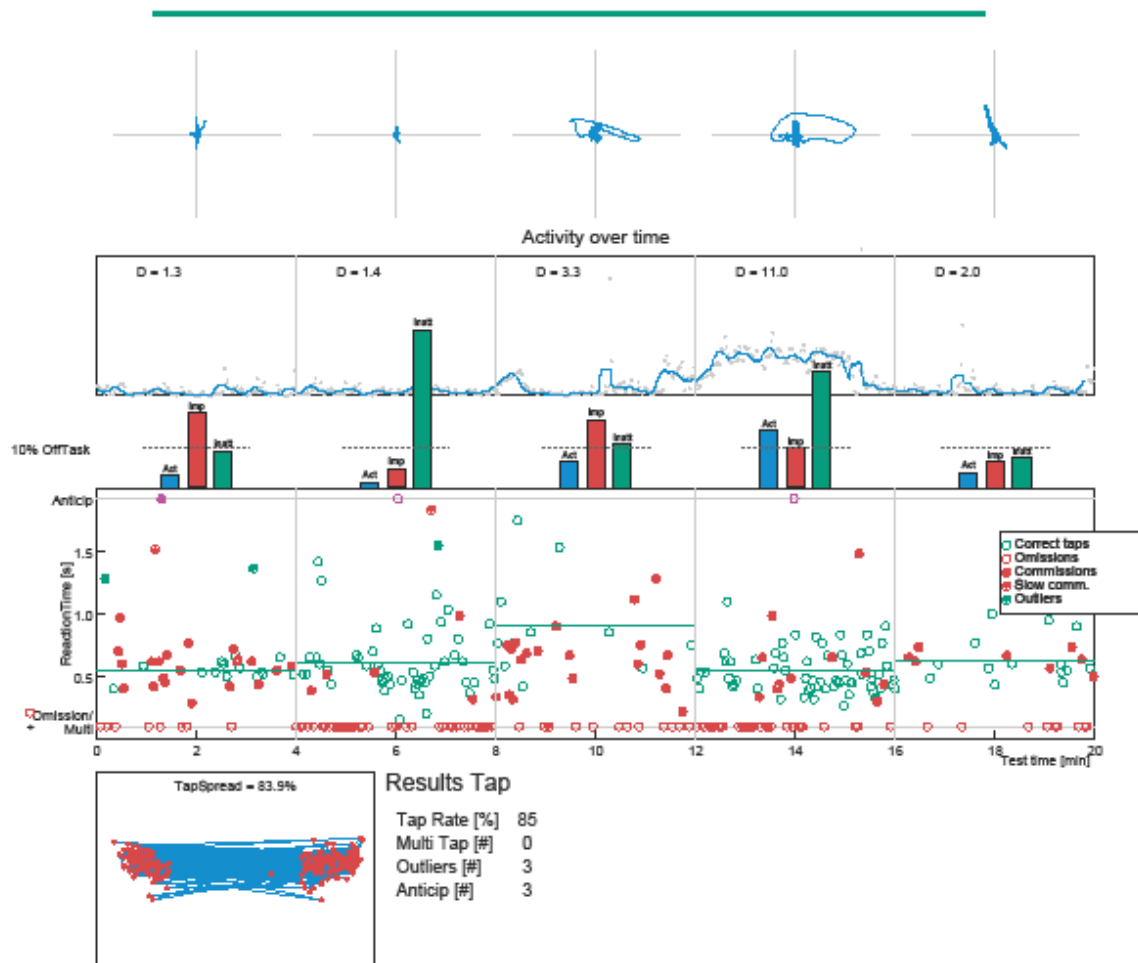 Activity over time
D = 1.3
D = 1.4
D = 3.3
D = 11.0
D = 2.0
10% OffTask
Act
Imp
Inatt
Act
Imp
Inatt
Act
Imp
Inatt
Act
Imp
Inatt
Act
Imp
Inatt
Anticip
1.5
1.0
0.5
ReactionTime [s]
Omission/
+ Multi
Correct taps
Omissions
Commissions
Slow comm.
Outliers
0 2 4 6 8 10 12 14 16 18 20
Test time [min]
TapSpread = 83.9%
Results Tap
Tap Rate [%] 85
Multi Tap [#] 0
Outliers [#] 3
Anticip [#] 3